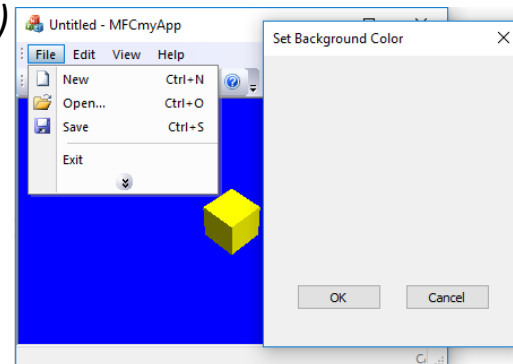 )
Untitled - MFCmyApp
File Edit View Help
New Ctrl+N
Open... Ctrl+O
Save Ctrl+S
Exit
Set Background Color
OK Cancel